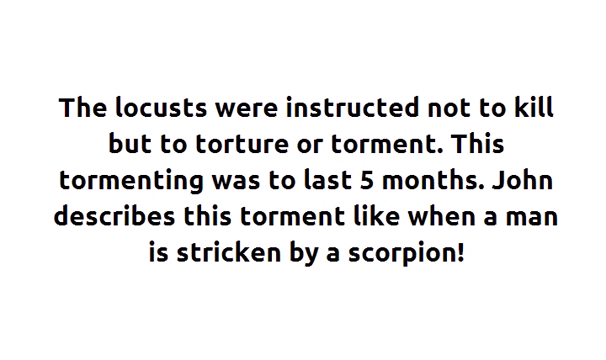 The locusts were instructed not to kill
but to torture or torment. This
tormenting was to last 5 months. John
describes this torment like when a man
is stricken by a scorpion!